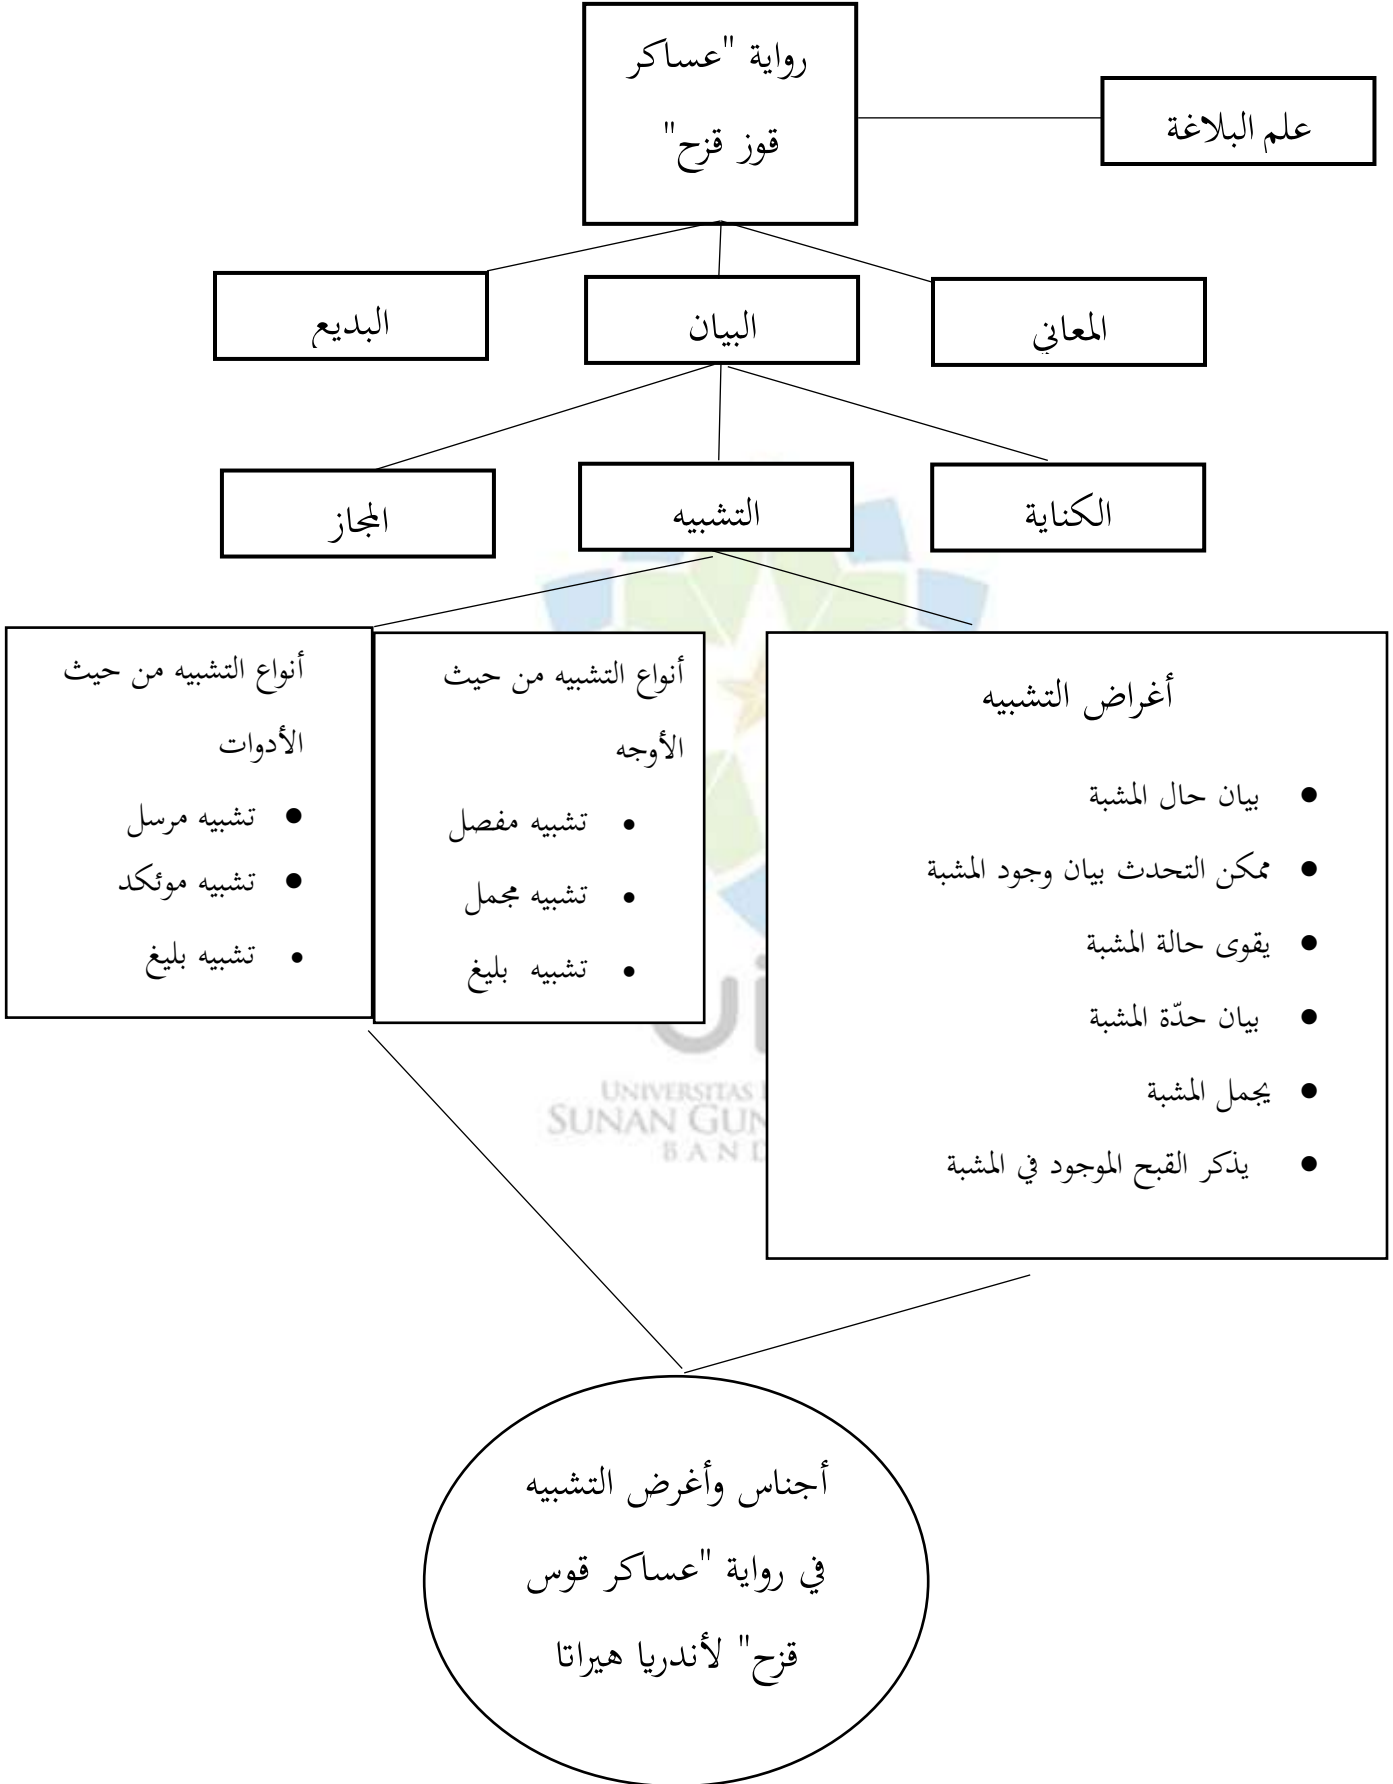 رواية "عساكر
قوز قزح"
علم البلاغة
المعاني
البيان
البديع
الكناية
التشبيه
المجاز
أغراض التشبيه
• بيان حال المشبة
• ممكن التحدث بيان وجود المشبة
• يقوى حالة المشبة
• بيان حدّة المشبة
• يجمل المشبة
• يذكر القبح الموجود في المشبة
أنواع التشبيه من حيث
الأوجه
• تشبيه مفصل
• تشبيه مجمل
• تشبيه بليغ
أنواع التشبيه من حيث
الأدوات
• تشبيه مرسل
• تشبيه موئكد
• تشبيه بليغ
UNIVERSITAS
SUNAN GUN
BAND
أجناس وأغرض التشبيه
في رواية "عساكر قوس
قزح" لأندريا هيراتا